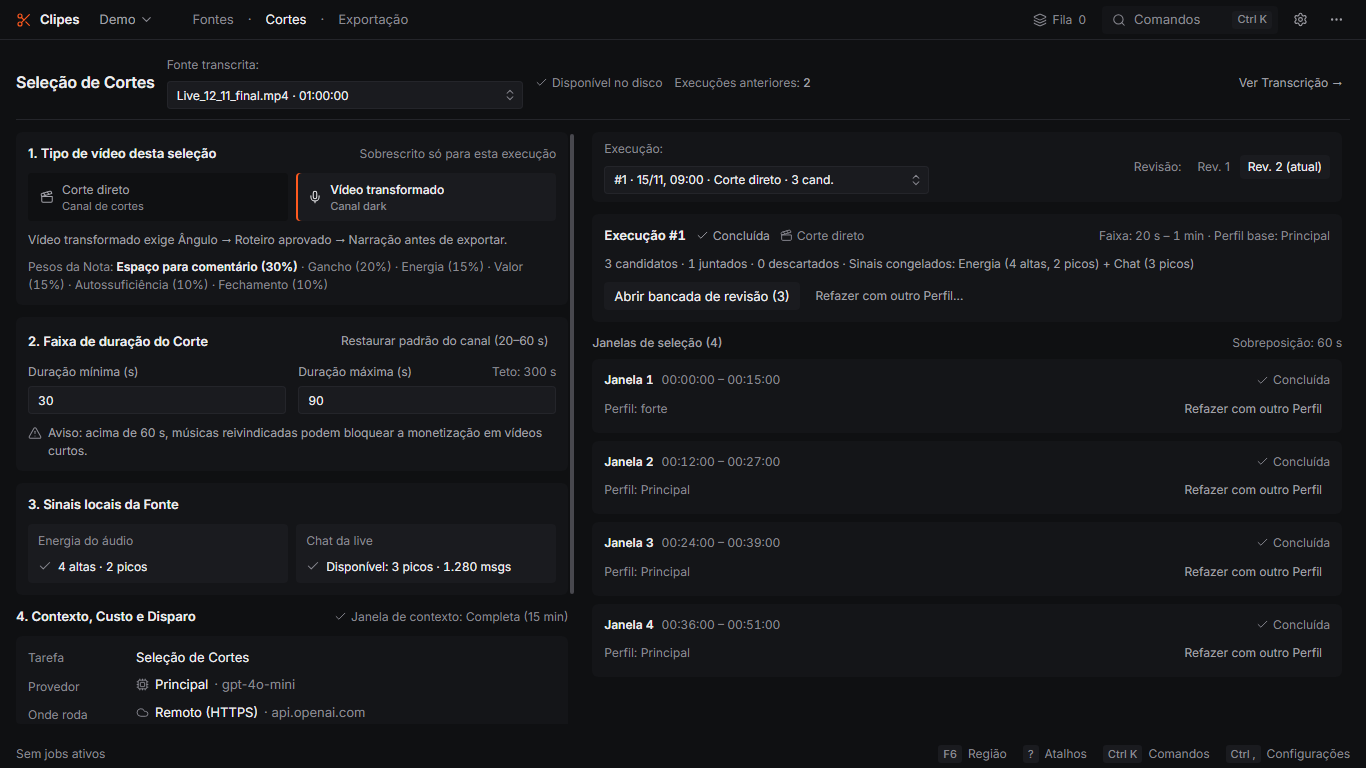 Clipes Demo Fontes · Cortes · Exportação Fila 0 Comandos Ctrl K
Seleção de Cortes
Fonte transcrita:
Live_12_11_final.mp4 · 01:00:00
Disponível no disco Execuções anteriores: 2
Ver Transcrição →
1. Tipo de vídeo desta seleção Sobrescrito só para esta execução
Corte direto
Canal de cortes
Vídeo transformado
Canal dark
Vídeo transformado exige Ângulo → Roteiro aprovado → Narração antes de exportar.
Pesos da Nota: Espaço para comentário (30%) · Gancho (20%) · Energia (15%) · Valor
(15%) · Autossuficiência (10%) · Fechamento (10%)
2. Faixa de duração do Corte Restaurar padrão do canal (20–60 s)
Duração mínima (s)
30
Duração máxima (s) Teto: 300 s
90
Aviso: acima de 60 s, músicas reivindicadas podem bloquear a monetização em vídeos
curtos.
3. Sinais locais da Fonte
Energia do áudio
4 altas · 2 picos
Chat da live
Disponível: 3 picos · 1.280 msgs
4. Contexto, Custo e Disparo Janela de contexto: Completa (15 min)
Tarefa Seleção de Cortes
Provedor Principal · gpt-4o-mini
Onde roda Remoto (HTTPS) · api.openai.com
Execução:
#1 · 15/11, 09:00 · Corte direto · 3 cand.
Revisão: Rev. 1 Rev. 2 (atual)
Execução #1 Concluída Corte direto Faixa: 20 s – 1 min · Perfil base: Principal
3 candidatos · 1 juntados · 0 descartados · Sinais congelados: Energia (4 altas, 2 picos) + Chat (3 picos)
Abrir bancada de revisão (3) Refazer com outro Perfil...
Janelas de seleção (4) Sobreposição: 60 s
Janela 1 00:00:00 – 00:15:00 Concluída
Perfil: forte Refazer com outro Perfil
Janela 2 00:12:00 – 00:27:00 Concluída
Perfil: Principal Refazer com outro Perfil
Janela 3 00:24:00 – 00:39:00 Concluída
Perfil: Principal Refazer com outro Perfil
Janela 4 00:36:00 – 00:51:00 Concluída
Perfil: Principal Refazer com outro Perfil
Sem jobs ativos F6 Região ? Atalhos Ctrl K Comandos Ctrl , Configurações